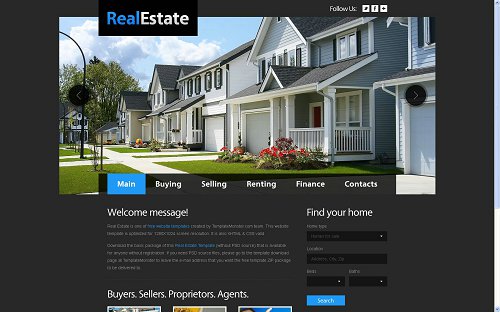 RealEstate
Follow Us:
Main
Buying
Selling
Renting
Finance
Contacts
Welcome message!
Real Estate is one of free website templates created by TemplateMonster.com team. This website
template is optimized for 1280X1024 screen resolution. It is also XHTML & CSS valid.
Download the basic package of this Real Estate Template (without PSD source) that is available
for anyone without registration. If you need PSD source files, please go to the template download
page at TemplateMonster to leave the e-mail address that you want the free template ZIP package
to be delivered to.
Buyers. Sellers. Proprietors. Agents.
Find your home
Home type
Homes for sale
Location
Address, City, Zip
Beds
Baths
Search